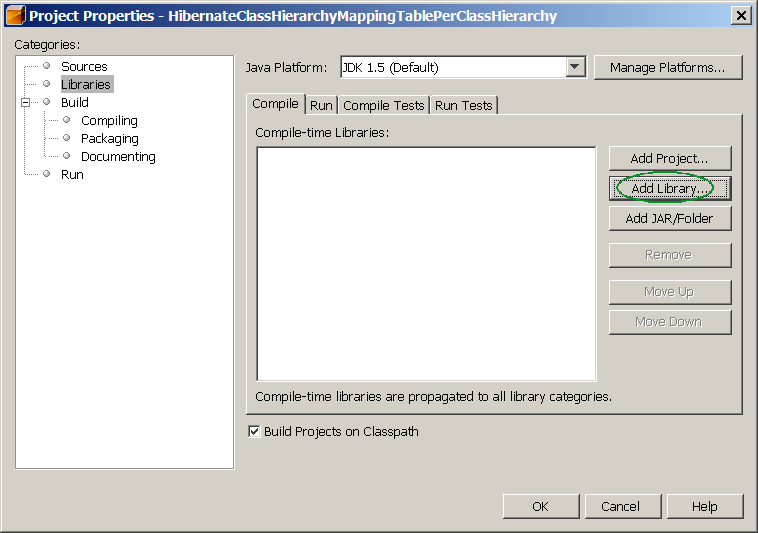 Project Properties - HibernateClassHierarchyMappingTablePerClassHierarchy
Categories:
Sources
Libraries
Build
Compiling
Packaging
Documenting
Run
Java Platform: JDK 1.5 (Default) Manage Platforms...
Compile Run Compile Tests Run Tests
Compile-time Libraries:
Add Project...
Add Library...
Add JAR/Folder
Remove
Move Up
Move Down
Compile-time libraries are propagated to all library categories.
Build Projects on Classpath
OK Cancel Help